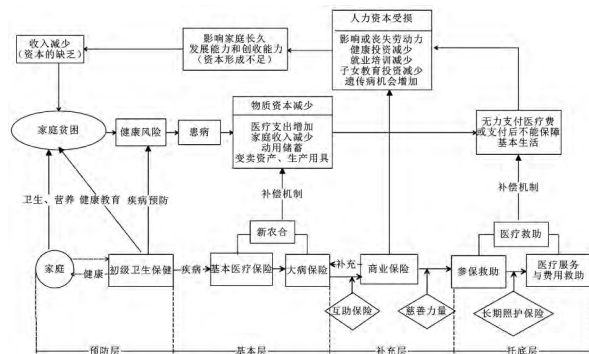 收入减少
(资本的缺乏)
影响家庭长久
发展能力和创收能力
(资本形成不足)
人力资本受损
影响或丧失劳动力
健康投资减少
就业培训减少
子女教育投资减少
遗传病机会增加
家庭贫困
健康风险
患病
物质资本减少
医疗支出增加
家庭收入减少
动用储蓄
变卖资产、生产用具
无力支付医疗费
或支付后不能保障
基本生活
卫生、营养
健康教育
疾病预防
补偿机制
补偿机制
新农合
医疗救助
家庭
健康
初级卫生保健
疾病
基本医疗保险
大病保险
补充
商业保险
参保救助
医疗服务
与费用救助
互助保险
慈善力量
长期照护保险
预防层
基本层
补充层
托底层